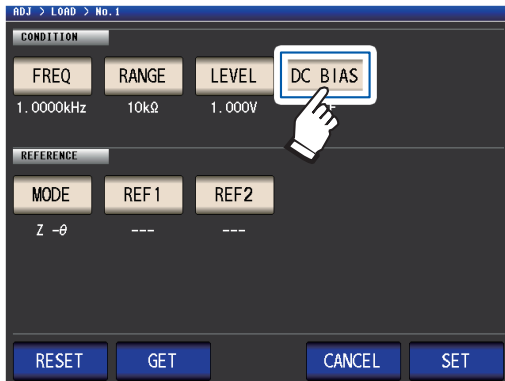 ADJ > LOAD > No.1
CONDITION
FREQ RANGE LEVEL DC BIAS
1.0000kHz 10kΩ 1.000V
REFERENCE
MODE REF1 REF2
Z -θ --- ---
RESET GET CANCEL SET